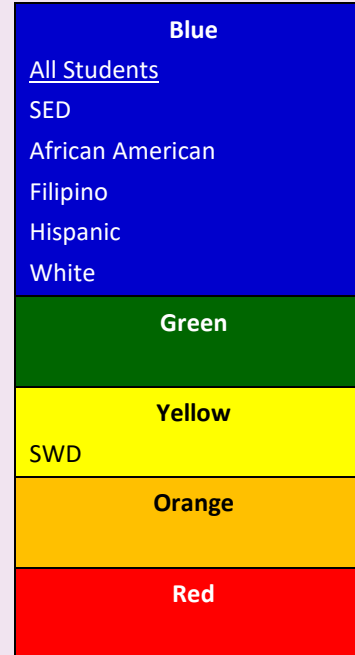 Blue
All Students
SED
African American
Filipino
Hispanic
White
Green
Yellow
SWD
Orange
Red